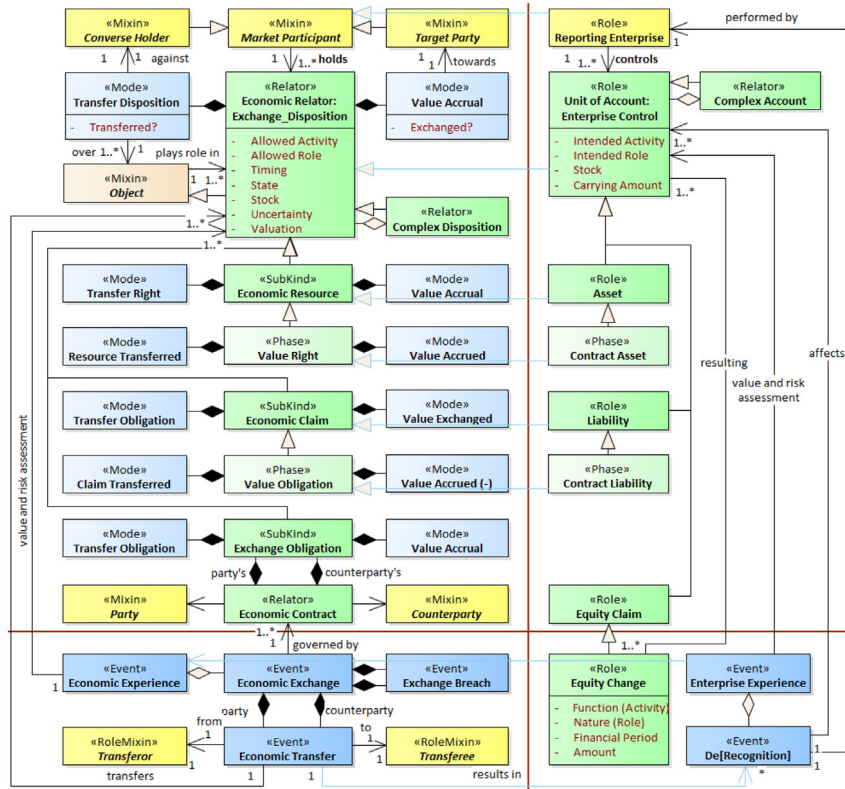 «Mixin»
Converse Holder
«Mixin»
Market Participant
«Mixin»
Target Party
«Role»
Reporting Enterprise
performed by
1
1
1
against
1
1..*
holds
1
1
towards
1
1..*
controls
«Mode»
Transfer Disposition
- Transferred?
«Relator»
Economic Relator:
Exchange_Disposition
- Allowed Activity
- Allowed Role
- Timing
- State
- Stock
- Uncertainty
- Valuation
«Mode»
Value Accrual
- Exchanged?
«Role»
Unit of Account:
Enterprise Control
- Intended Activity
- Intended Role
- Stock
- Carrying Amount
«Relator»
Complex Account
over
1..*
plays role in
1
1..*
1..*
1..*
«Mixin»
Object
1..*
1..*
«Relator»
Complex Disposition
«Mode»
Transfer Right
«SubKind»
Economic Resource
«Mode»
Value Accrual
«Role»
Asset
«Mode»
Resource Transferred
«Phase»
Value Right
«Mode»
Value Accrued
«Phase»
Contract Asset
resulting
affects
value and risk
assessment
«Mode»
Transfer Obligation
«SubKind»
Economic Claim
«Mode»
Value Exchanged
«Role»
Liability
value and risk assessment
«Mode»
Claim Transferred
«Phase»
Value Obligation
«Mode»
Value Accrued (-)
«Phase»
Contract Liability
«Mode»
Transfer Obligation
«SubKind»
Exchange Obligation
«Mode»
Value Accrual
party's
counterparty's
«Mixin»
Party
«Relator»
Economic Contract
«Mixin»
Counterparty
«Role»
Equity Claim
1..*
1
governed by
1..*
«Event»
Economic Experience
1
«Event»
Economic Exchange
«Event»
Exchange Breach
«Role»
Equity Change
- Function (Activity)
- Nature (Role)
- Financial Period
- Amount
«Event»
Enterprise Experience
from
party
counterparty
to
1
1
«RoleMixin»
Transferor
1
«Event»
Economic Transfer
1
«RoleMixin»
Transferee
«Event»
De[Recognition]
1
1
transfers
1
1
results in
*